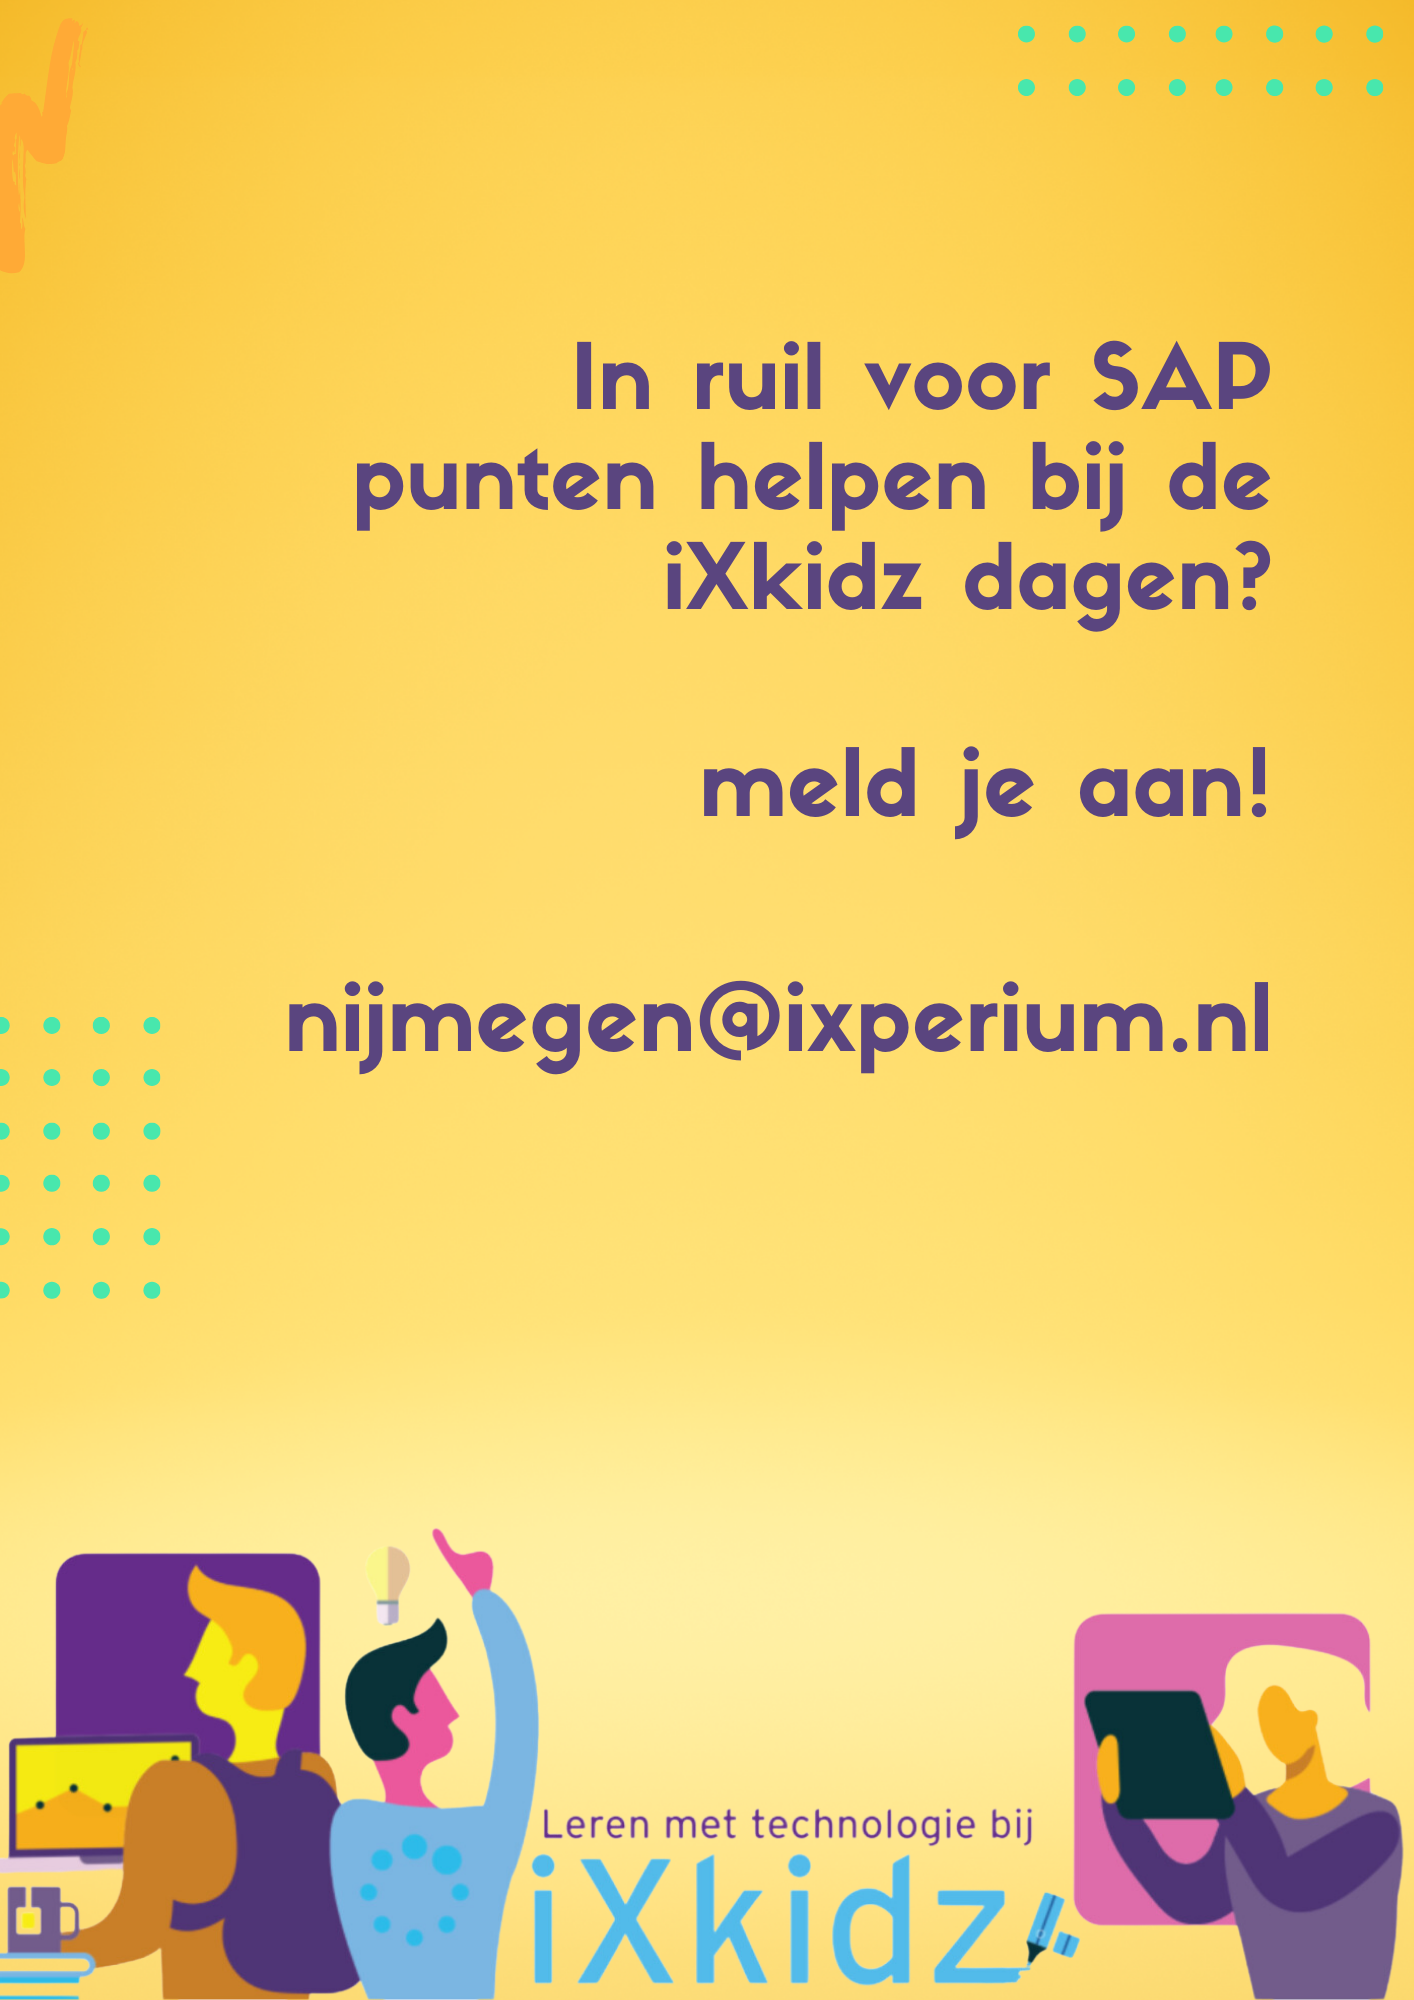 In ruil voor SAP
punten helpen bij de
iXkidz dagen?
meld je aan!
nijmegen@ixperium.nl
Leren met technologie bij
iXkidz